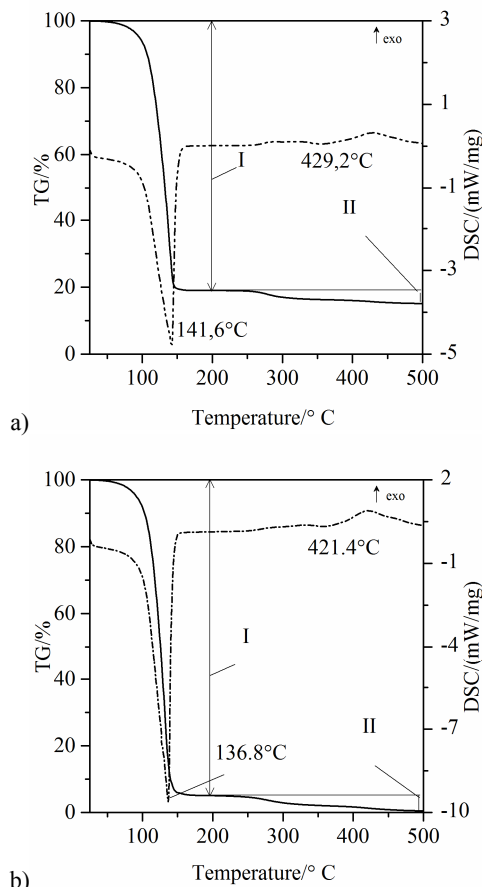 a)
TG/%
100
80
60
40
20
0
3
1
-1
-3
-5
DSC/(mW/mg)
↑ exo
I
429,2°C
II
141,6°C
0 100 200 300 400 500
Temperature/° C
b)
TG/%
100
80
60
40
20
0
2
-1
-4
-7
-10
DSC/(mW/mg)
↑ exo
421.4°C
I
II
136.8°C
0 100 200 300 400 500
Temperature/° C